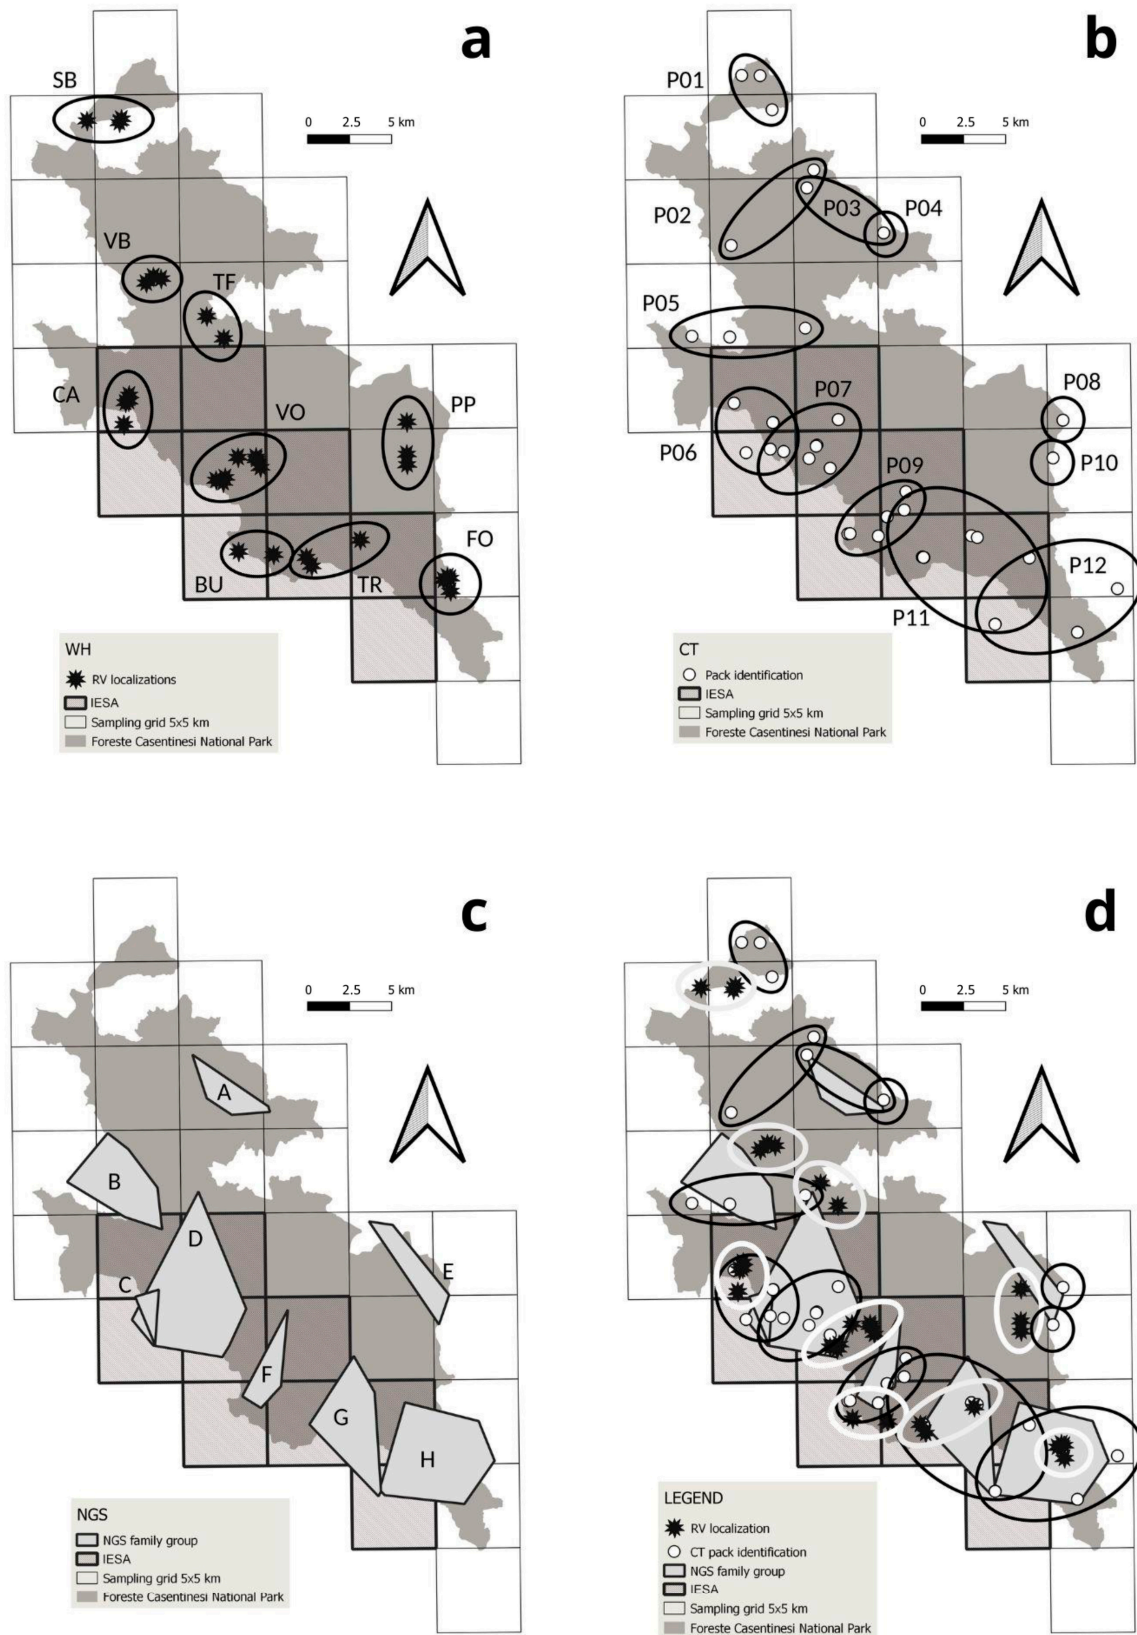 a
SB
0 2.5 5 km
VB
TF
CA
VO
PP
BU
TR
FO
WH
RV localizations
IESA
Sampling grid 5x5 km
Foreste Casentinesi National Park
b
P01
0 2.5 5 km
P02
P03
P04
P05
P06
P07
P08
P09
P10
P11
P12
CT
Pack identification
IESA
Sampling grid 5x5 km
Foreste Casentinesi National Park
c
0 2.5 5 km
A
B
C
D
E
F
G
H
NGS
NGS family group
IESA
Sampling grid 5x5 km
Foreste Casentinesi National Park
d
0 2.5 5 km
LEGEND
RV localization
CT pack identification
NGS family group
IESA
Sampling grid 5x5 km
Foreste Casentinesi National Park